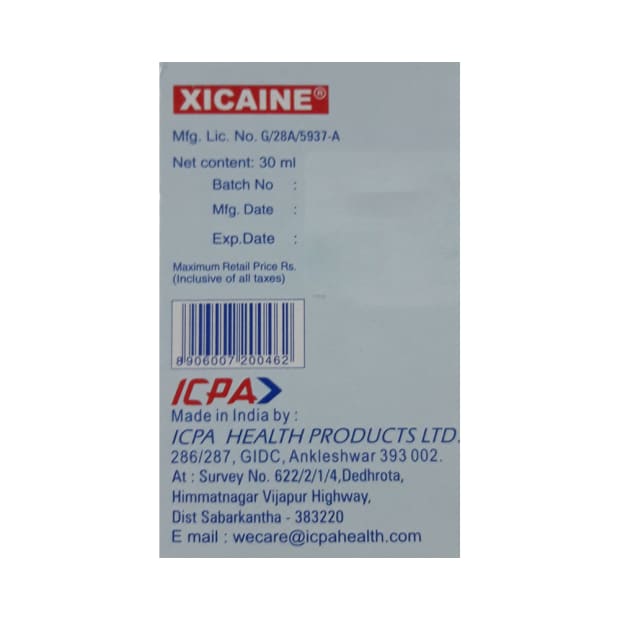 XICAINE®
Mfg. Lic. No. G/28A/5937-A
Net content: 30 ml
Batch No :
Mfg. Date :
Exp.Date :
Maximum Retail Price Rs.
(Inclusive of all taxes)
8906007200462
ICPA
Made in India by :
ICPA HEALTH PRODUCTS LTD.
286/287, GIDC, Ankleshwar 393 002.
At : Survey No. 622/2/1/4,Dedhrota,
Himmatnagar Vijapur Highway,
Dist Sabarkantha - 383220
E mail : wecare@icpahealth.com